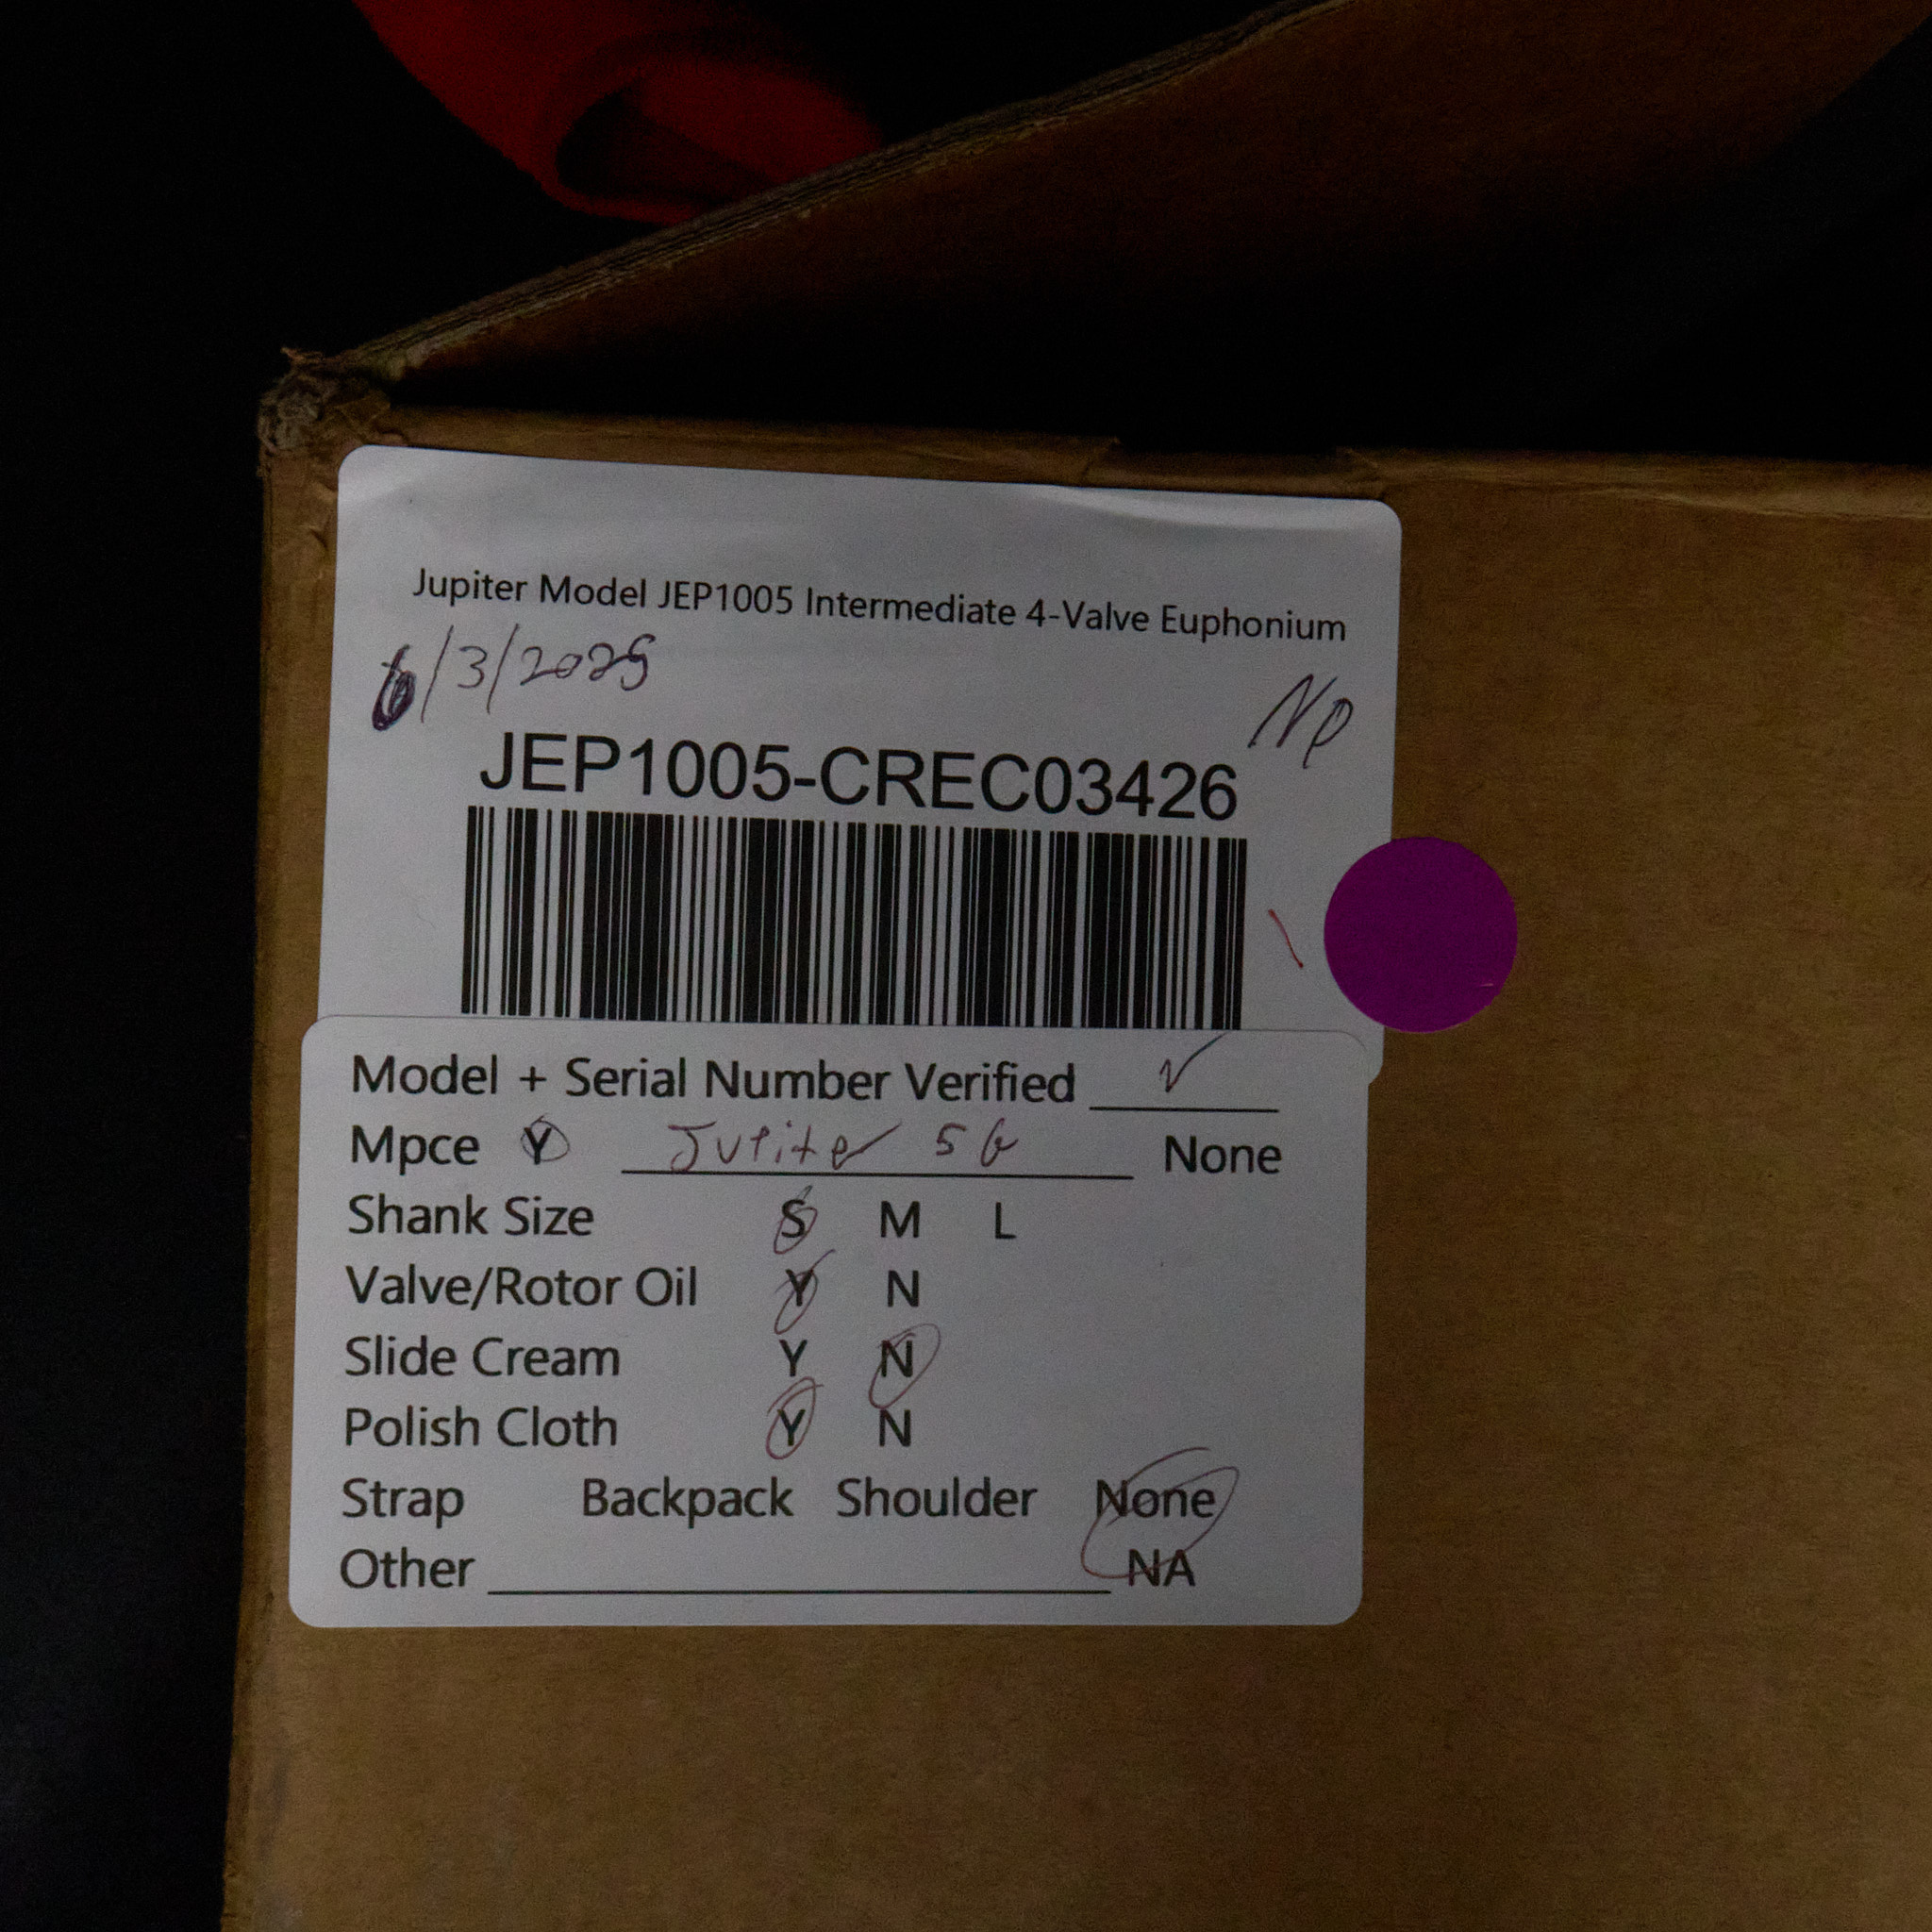 Jupiter Model JEP1005 Intermediate 4-Valve Euphonium
6/3/2025
NP
JEP1005-CREC03426
Model + Serial Number Verified ✓
Mpce Y Jupiter 5G None
Shank Size S M L
Valve/Rotor Oil Y N
Slide Cream Y N
Polish Cloth Y N
Strap Backpack Shoulder None
Other NA